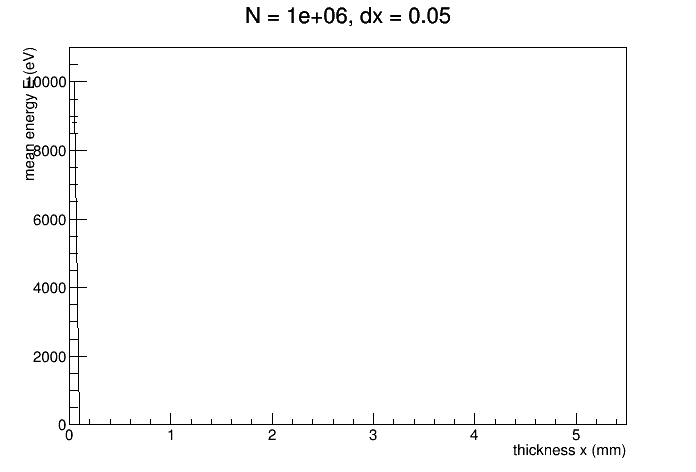 N = 1e+06, dx = 0.05
mean energy E (eV)
10000
8000
6000
4000
2000
0
0 1 2 3 4 5
thickness x (mm)